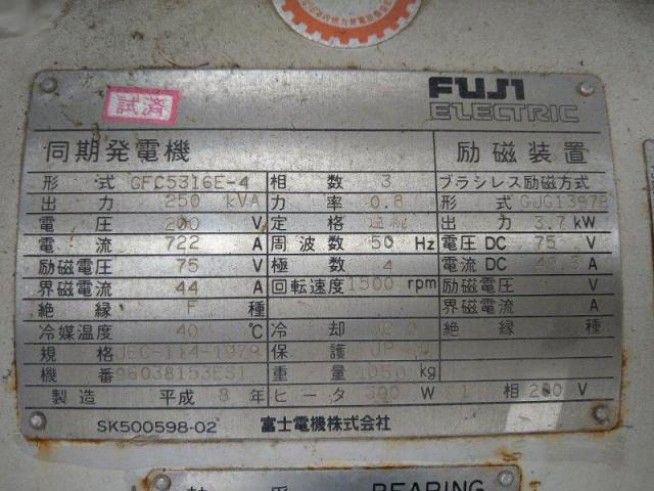 試済
FUJI
ELECTRIC
同期発電機 励磁装置
形式 GFC5316E-4 相数 3 ブラシレス励磁方式
出力 250 kVA 力率 0.8 形式
電圧 200 V 定格 出力 3.7 kW
電流 722 A 周波数 50 Hz 電圧 DC 75 V
励磁電圧 75 V 極数 4 電流 DC A
界磁電流 44 A 回転速度 1500 rpm 励磁電圧 V
絶縁 F 種 界磁電流 A
冷媒温度 40 ℃ 冷却 絶縁 種
規格 JEC-114-1979 保護
機番 重量 kg
製造 平成 8 年 ヒータ W 相 200 V
SK500598-02 富士電機株式会社
BEARING